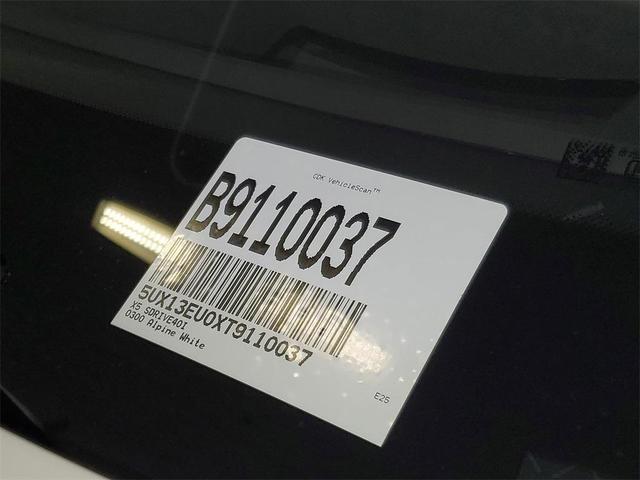 CDK VehicleScan™
B9110037
5UX13EU0XT9110037
X5 SDRIVE40I
0300 Alpine White
E25